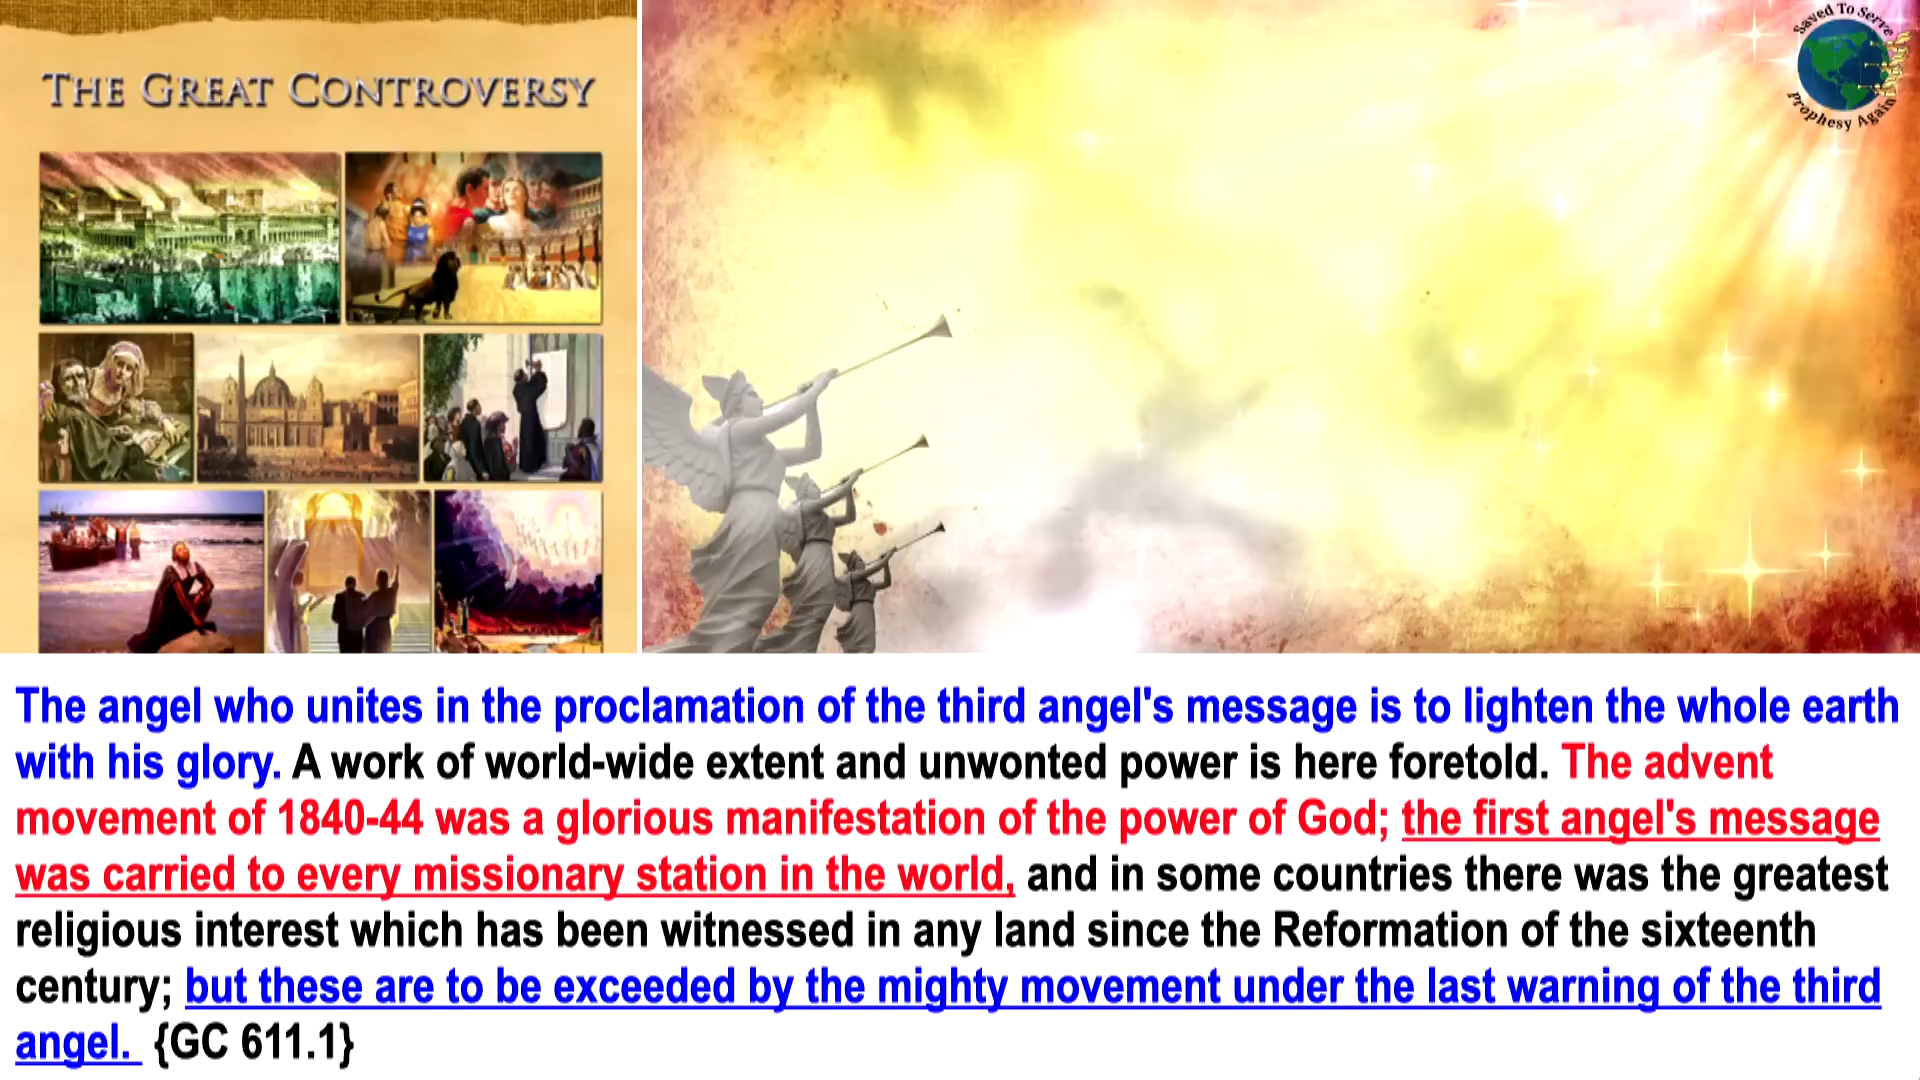 THE GREAT CONTROVERSY
Saved To Serve
Prophesy Again
The angel who unites in the proclamation of the third angel's message is to lighten the whole earth
with his glory. A work of world-wide extent and unwonted power is here foretold. The advent
movement of 1840-44 was a glorious manifestation of the power of God; the first angel's message
was carried to every missionary station in the world, and in some countries there was the greatest
religious interest which has been witnessed in any land since the Reformation of the sixteenth
century; but these are to be exceeded by the mighty movement under the last warning of the third
angel. {GC 611.1}